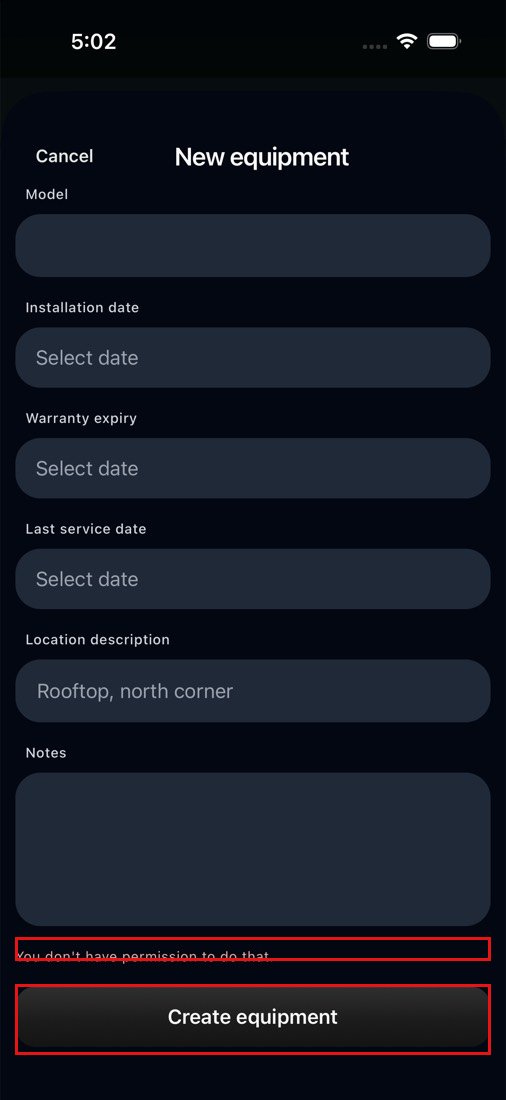 5:02
Cancel
New equipment
Model
Installation date
Select date
Warranty expiry
Select date
Last service date
Select date
Location description
Rooftop, north corner
Notes
You don't have permission to do that.
Create equipment